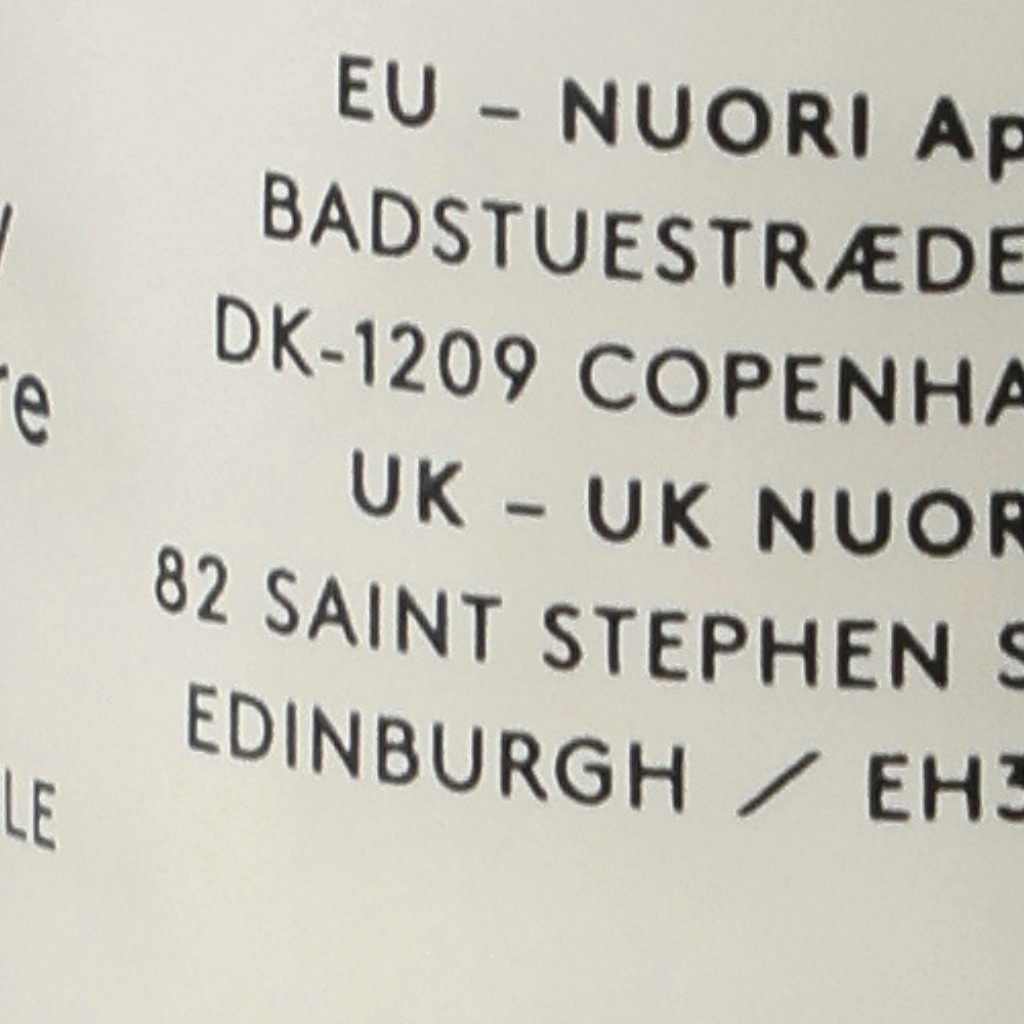 EU – NUORI Ap
BADSTUESTRÆDE
DK-1209 COPENHA
UK – UK NUOR
82 SAINT STEPHEN S
EDINBURGH / EH3
re
LE